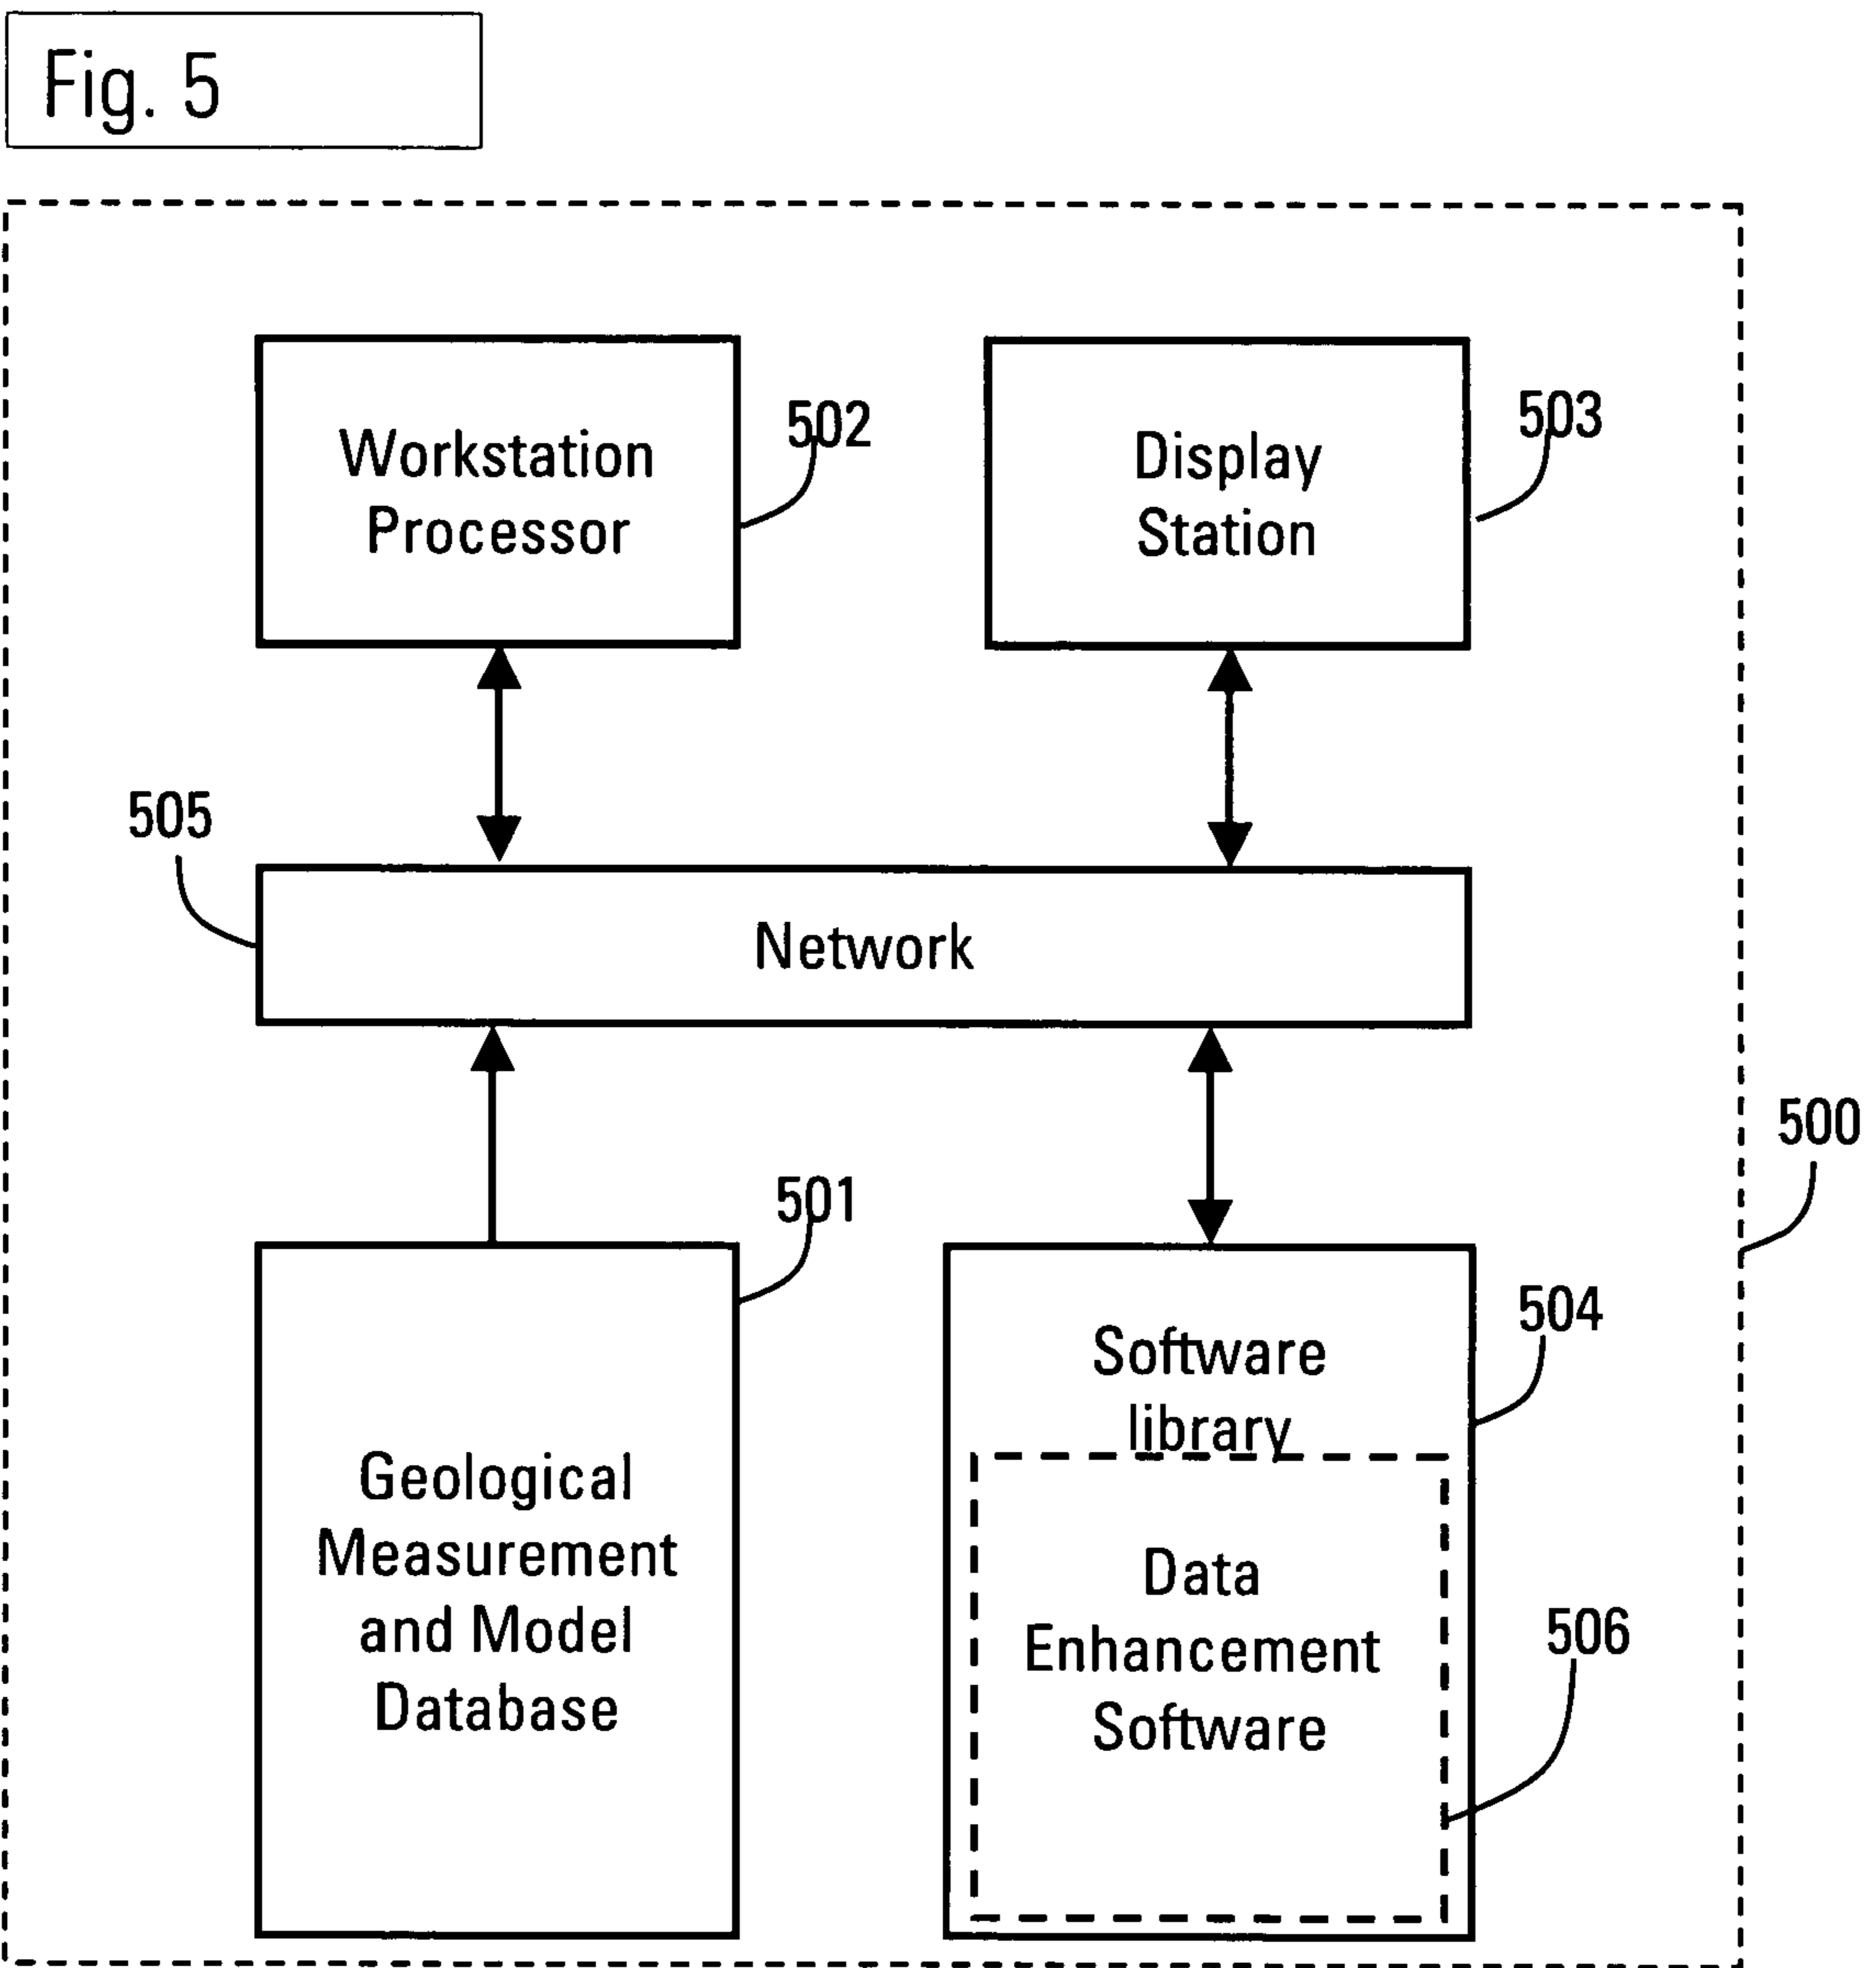 Fig. 5
Workstation
Processor
502
Display
Station
503
505
Network
500
501
Geological
Measurement
and Model
Database
504
Software
library
Data
Enhancement
Software
506